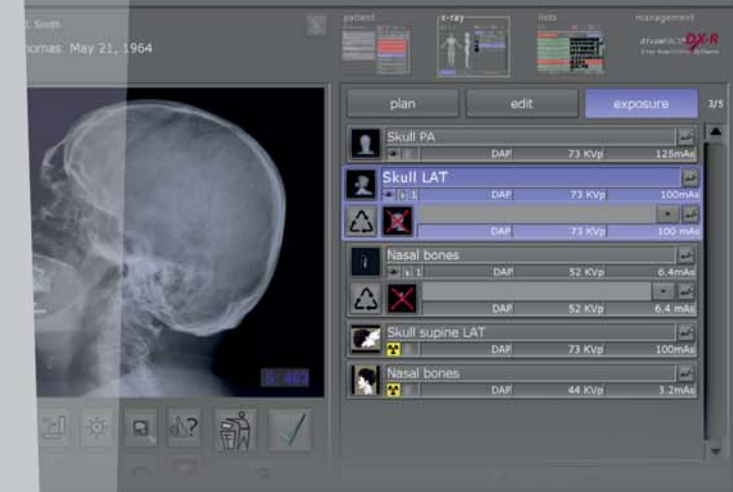 Smith
homas May 21, 1964
patient
x-ray
lists
management
DX-R
plan
edit
exposure
3/5
Skull PA
DAP 73 KVp 125mAs
Skull LAT
1 DAP 73 KVp 100mAs
DAP 73 KVp 100 mAs
Nasal bones
1 DAP 52 KVp 6.4mAs
DAP 52 KVp 6.4 mAs
Skull supine LAT
DAP 73 KVp 100mAs
Nasal bones
DAP 44 KVp 3.2mAs
?